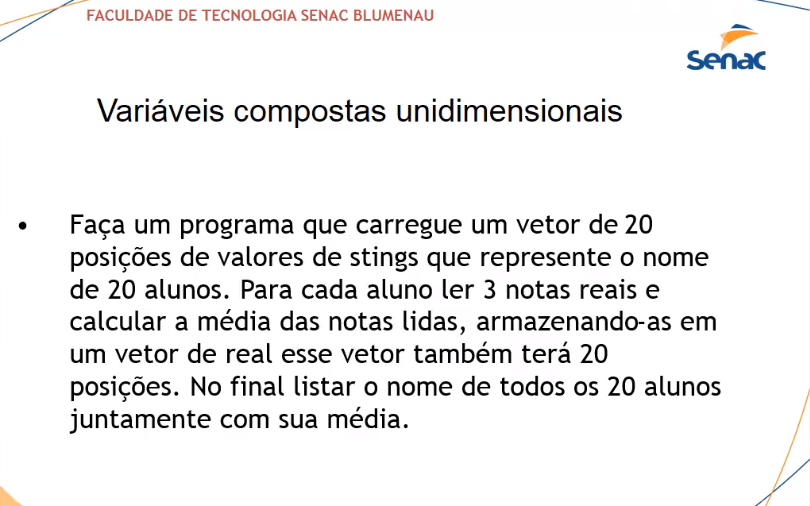 FACULDADE DE TECNOLOGIA SENAC BLUMENAU
Senac
Variáveis compostas unidimensionais
• Faça um programa que carregue um vetor de 20
posições de valores de stings que represente o nome
de 20 alunos. Para cada aluno ler 3 notas reais e
calcular a média das notas lidas, armazenando-as em
um vetor de real esse vetor também terá 20
posições. No final listar o nome de todos os 20 alunos
juntamente com sua média.